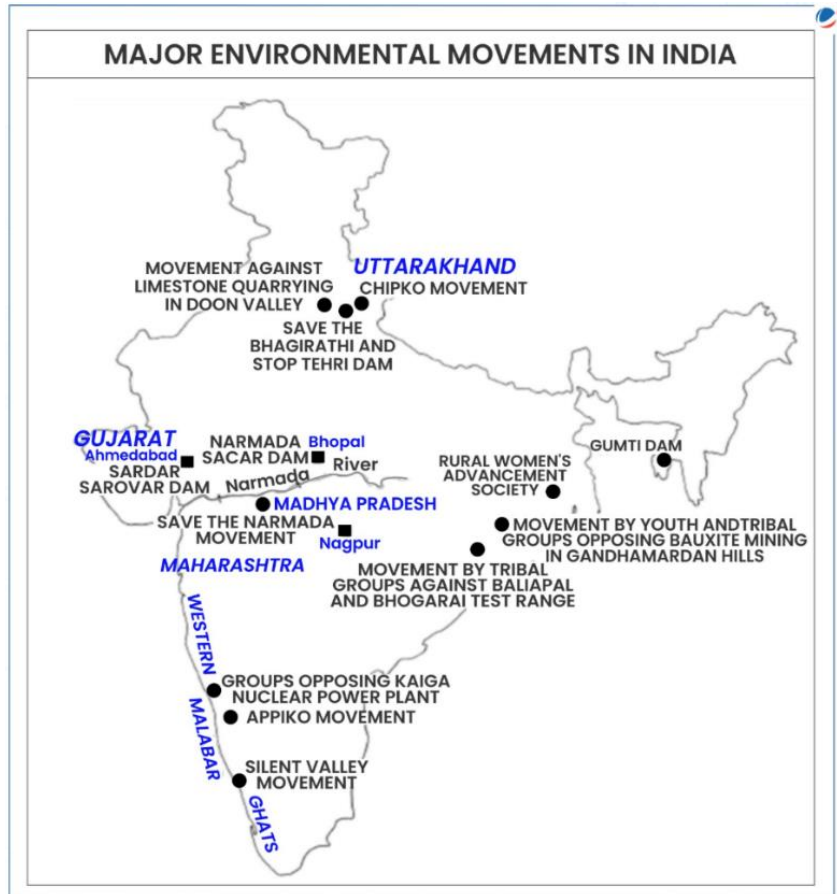 MAJOR ENVIRONMENTAL MOVEMENTS IN INDIA
MOVEMENT AGAINST
LIMESTONE QUARRYING
IN DOON VALLEY
UTTARAKHAND
CHIPKO MOVEMENT
SAVE THE
BHAGIRATHI AND
STOP TEHRI DAM
GUJARAT
Ahmedabad
SARDAR
SAROVAR DAM
NARMADA
SACAR DAM
Bhopal
Narmada
River
RURAL WOMEN'S
ADVANCEMENT
SOCIETY
GUMTI DAM
MADHYA PRADESH
SAVE THE NARMADA
MOVEMENT
Nagpur
MAHARASHTRA
MOVEMENT BY YOUTH ANDTRIBAL
GROUPS OPPOSING BAUXITE MINING
IN GANDHAMARDAN HILLS
MOVEMENT BY TRIBAL
GROUPS AGAINST BALIAPAL
AND BHOGARAI TEST RANGE
WESTERN
GROUPS OPPOSING KAIGA
NUCLEAR POWER PLANT
MALABAR
APPIKO MOVEMENT
SILENT VALLEY
MOVEMENT
GHATS